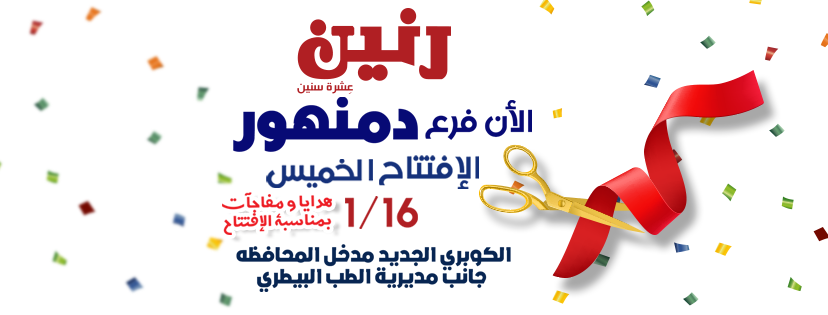 رنين
عِشرة سنين
الأن فرع دمنهور
الإفتتاح الخميس
1/16
هدايا و مفاجآت
بمناسبة الإفتتاح
الكوبري الجديد مدخل المحافظه
جانب مديرية الطب البيطري